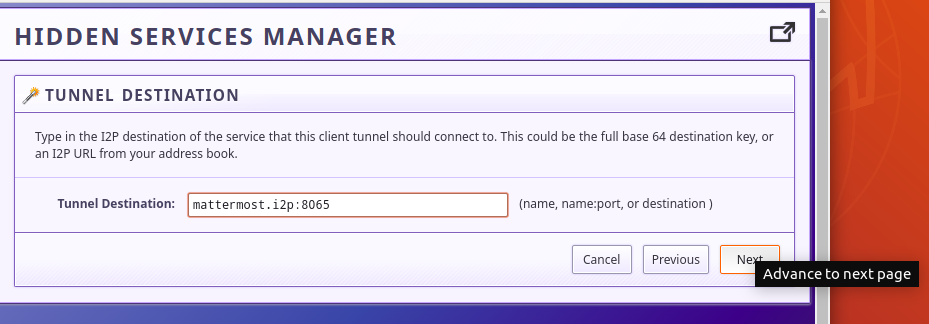 HIDDEN SERVICES MANAGER
TUNNEL DESTINATION
Type in the I2P destination of the service that this client tunnel should connect to. This could be the full base 64 destination key, or
an I2P URL from your address book.
Tunnel Destination: mattermost.i2p:8065 (name, name:port, or destination )
Cancel Previous Next
Advance to next page